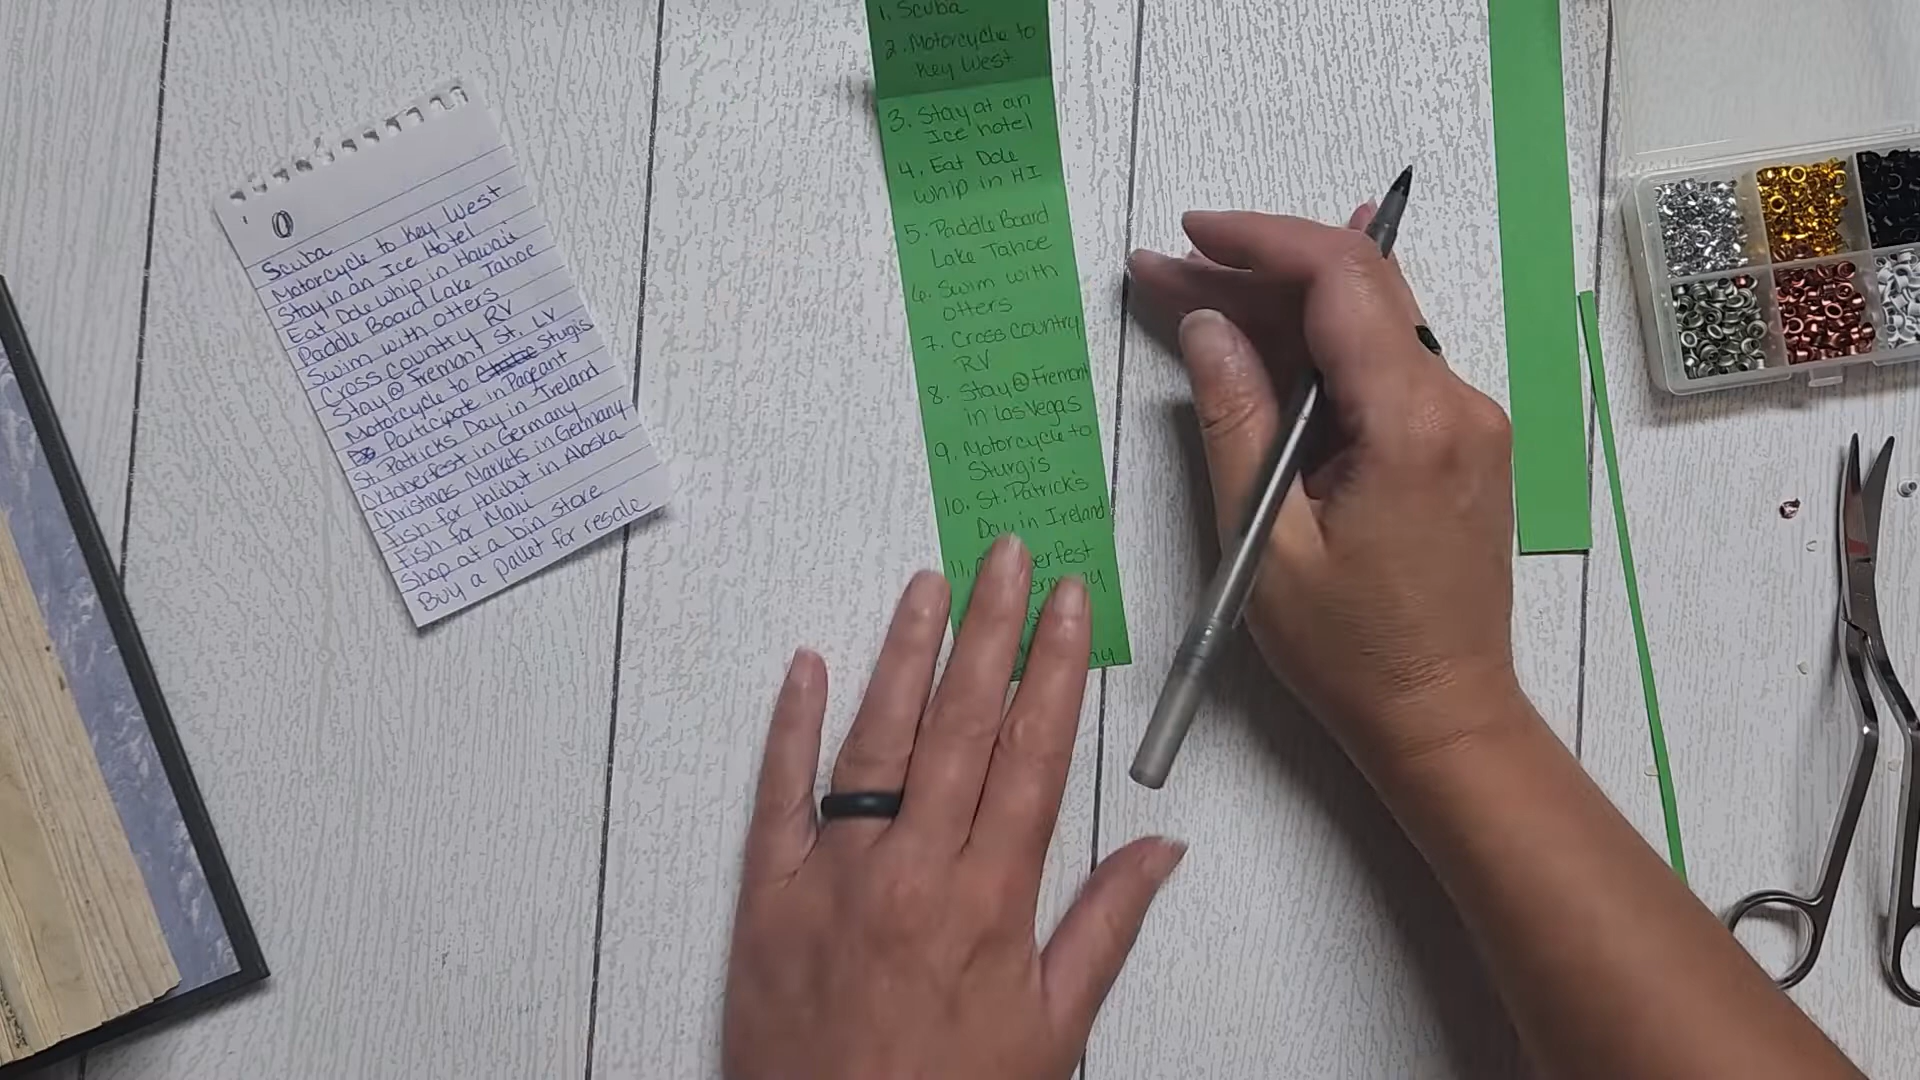 Scuba
Motorcycle to Key West
Stay in an Ice Hotel
Eat Dole whip in Hawaii
Paddle Board Lake Tahoe
Swim with otters
Cross country RV
Stay @ Fremont St. LV
Motorcycle to Sturgis
Participate in Pageant
St. Patricks Day in Ireland
Oktoberfest in Germany
Christmas Markets in Germany
Fish for Halibut in Alaska
Fish for Maui
Shop at a bin store
Buy a pallet for resale
1. Scuba
2. Motorcycle to
Key West
3. Stay at an
Ice hotel
4. Eat Dole
whip in HI
5. Paddle Board
Lake Tahoe
6. Swim with
otters
7. Cross country
RV
8. Stay @ Fremont
in Las Vegas
9. Motorcycle to
Sturgis
10. St. Patrick's
Day in Ireland
11.